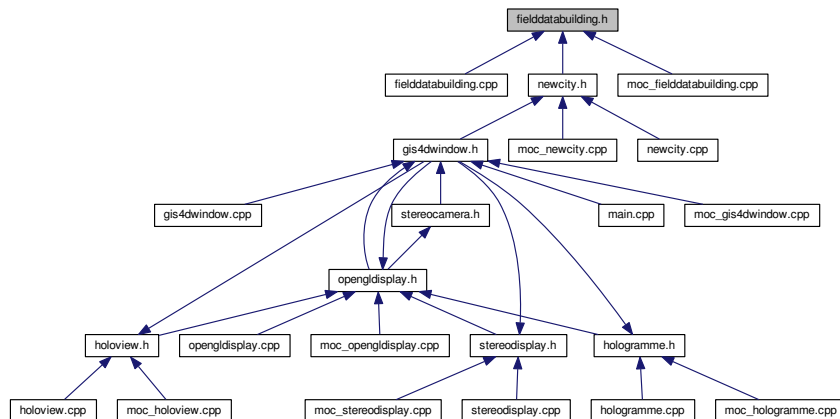 fielddatabuilding.h
fielddatabuilding.cpp
newcity.h
moc_fielddatabuilding.cpp
gis4dwindow.h
moc_newcity.cpp
newcity.cpp
gis4dwindow.cpp
stereocamera.h
main.cpp
moc_gis4dwindow.cpp
opengldisplay.h
holoview.h
opengldisplay.cpp
moc_opengldisplay.cpp
stereodisplay.h
hologramme.h
holoview.cpp
moc_holoview.cpp
moc_stereodisplay.cpp
stereodisplay.cpp
hologramme.cpp
moc_hologramme.cpp